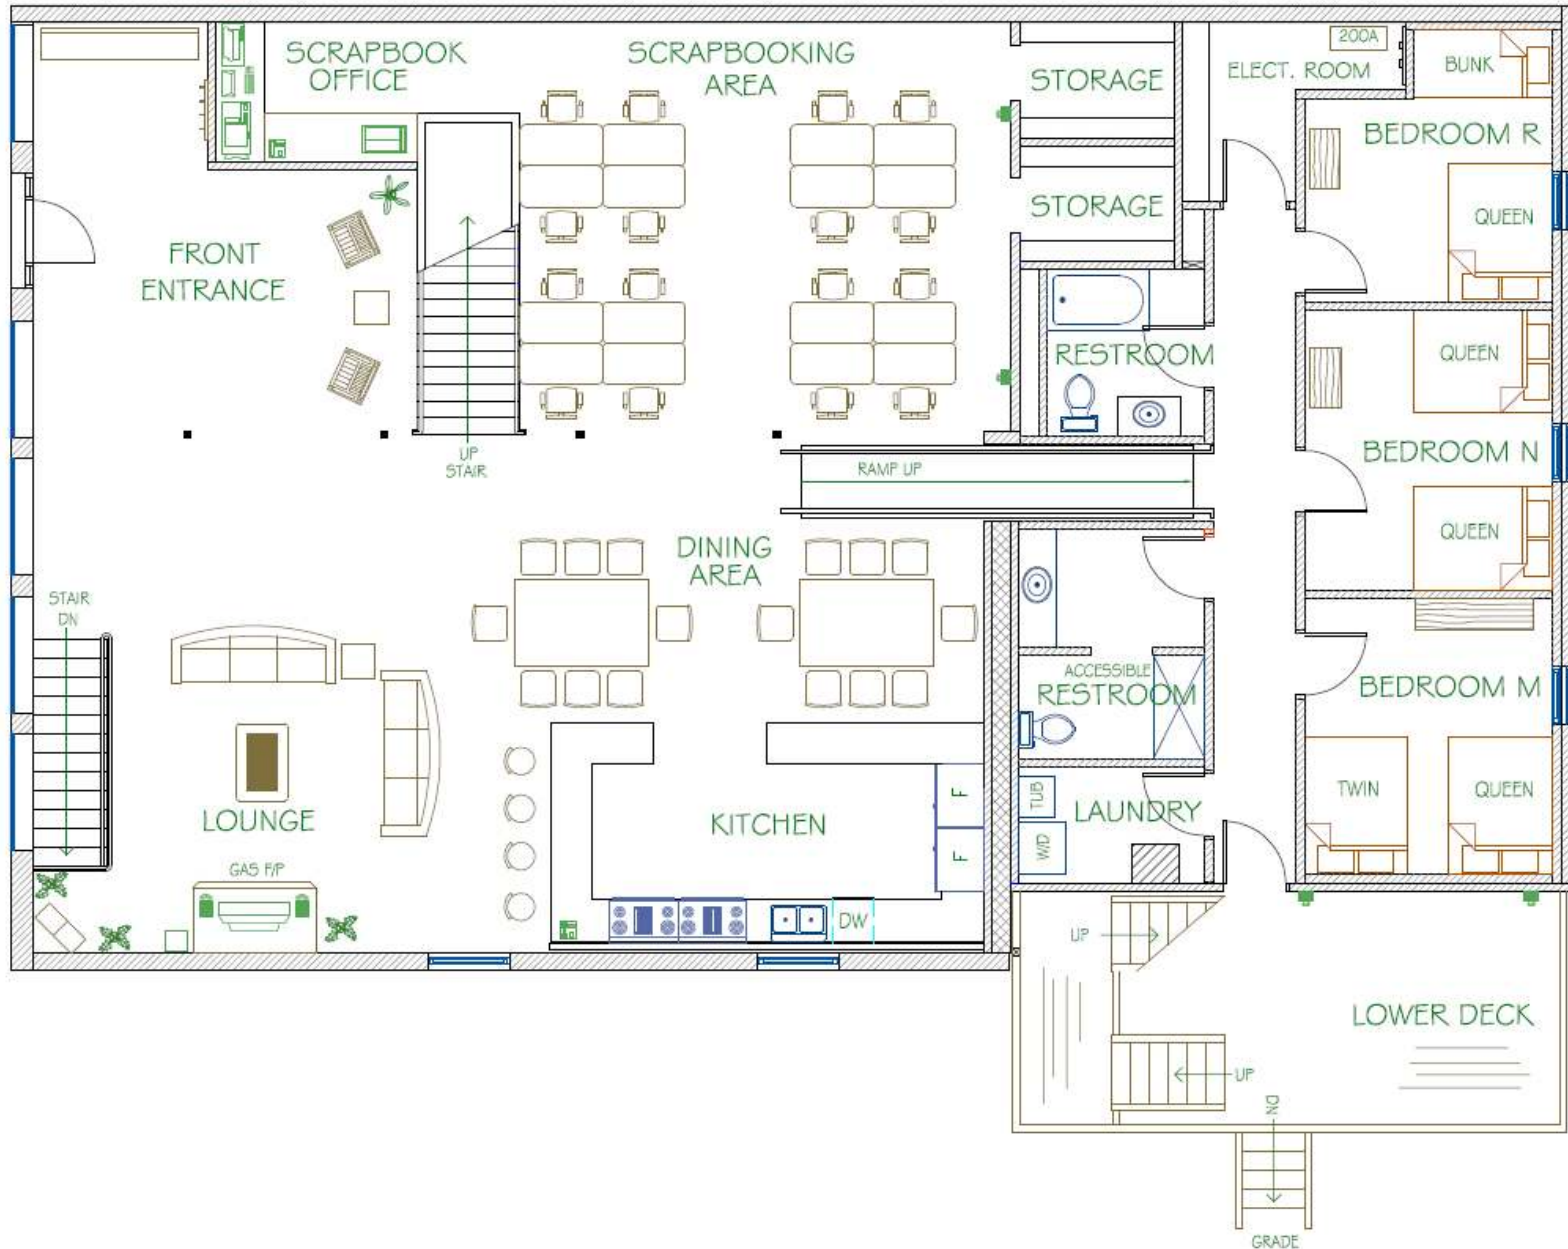 SCRAPBOOK
OFFICE
SCRAPBOOKING
AREA
STORAGE
200A
ELECT. ROOM
BUNK
BEDROOM R
STORAGE
QUEEN
FRONT
ENTRANCE
RESTROOM
QUEEN
BEDROOM N
UP
STAIR
RAMP UP
QUEEN
DINING
AREA
STAIR
DN
ACCESSIBLE
RESTROOM
BEDROOM M
TWIN
QUEEN
TUB
LAUNDRY
W/D
F
F
KITCHEN
LOUNGE
GAS F/P
DW
UP
LOWER DECK
UP
DN
GRADE